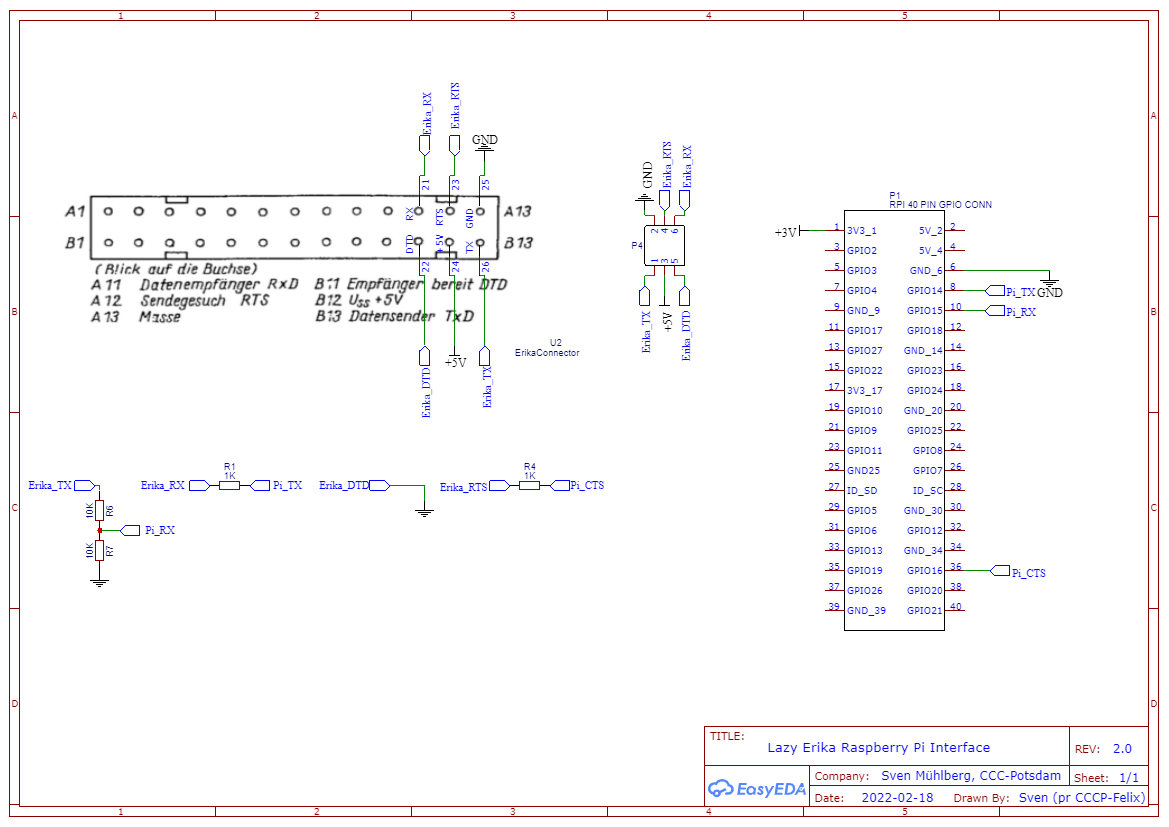 1 2 3 4 5
A A
B B
C C
D D
Erika_RX
Erika_RTS
GND
21 23 25
A1 RX RTS GND A13
B1 DTD +5V TX B13
22 24 26
(Blick auf die Buchse)
A 11 Datenempfänger RxD B 11 Empfänger bereit DTD
A 12 Sendegesuch RTS B12 Uss +5V
A 13 Masse B13 Datensender TxD
Erika_DTD
+5V
Erika_TX
U2
ErikaConnector
GND
Erika_RTS
Erika_RX
P4
2 4 6
1 3 5
Erika_TX
+5V
Erika_DTD
P1
RPI 40 PIN GPIO CONN
+3V 1 3V3_1 5V_2 2
3 GPIO2 5V_4 4
5 GPIO3 GND_6 6
7 GPIO4 GPIO14 8 Pi_TX GND
9 GND_9 GPIO15 10 Pi_RX
11 GPIO17 GPIO18 12
13 GPIO27 GND_14 14
15 GPIO22 GPIO23 16
17 3V3_17 GPIO24 18
19 GPIO10 GND_20 20
21 GPIO9 GPIO25 22
23 GPIO11 GPIO8 24
25 GND25 GPIO7 26
27 ID_SD ID_SC 28
29 GPIO5 GND_30 30
31 GPIO6 GPIO12 32
33 GPIO13 GND_34 34
35 GPIO19 GPIO16 36 Pi_CTS
37 GPIO26 GPIO20 38
39 GND_39 GPIO21 40
Erika_TX
10K R6
Pi_RX
10K R7
R1
1K
Erika_RX Pi_TX
Erika_DTD
R4
1K
Erika_RTS Pi_CTS
TITLE:
Lazy Erika Raspberry Pi Interface
REV: 2.0
EasyEDA
Company: Sven Mühlberg, CCC-Potsdam
Sheet: 1/1
Date: 2022-02-18 Drawn By: Sven (pr CCCP-Felix)
1 2 3 4 5